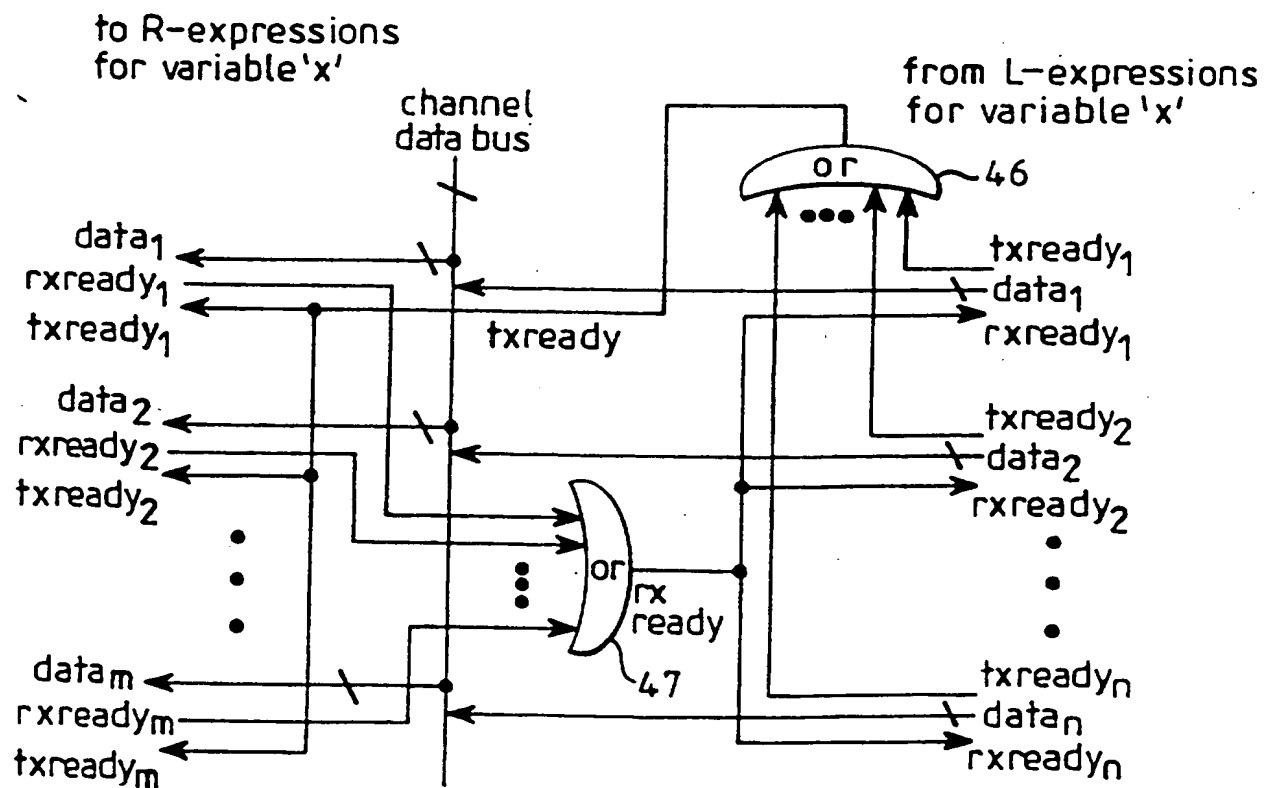 to R-expressions
for variable 'x'
channel
data bus
from L-expressions
for variable 'x'
or
46
data1
rxready1
txready1
txready
txready1
data1
rxready1
data2
rxready2
txready2
txready2
data2
rxready2
or
rx
ready
47
datam
rxreadym
txreadym
txreadyn
datan
rxreadyn